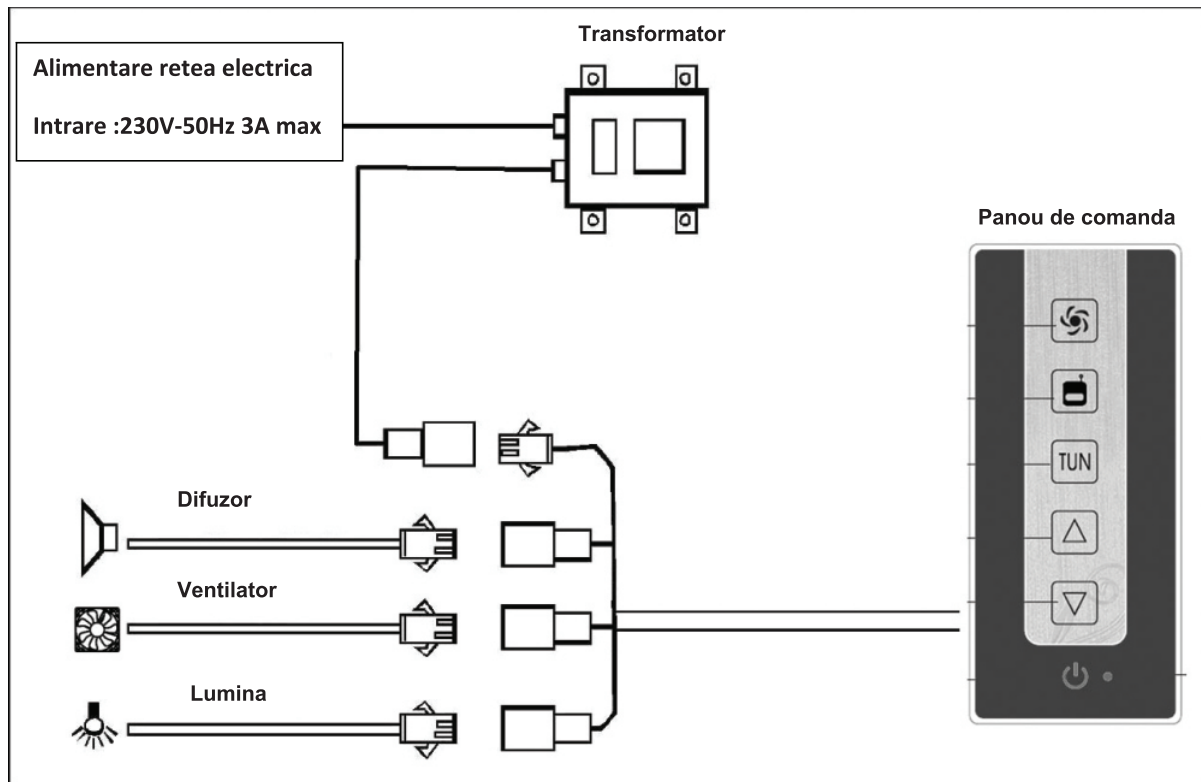 Transformator
Alimentare retea electrica
Intrare :230V-50Hz 3A max
Panou de comanda
TUN
Difuzor
Ventilator
Lumina